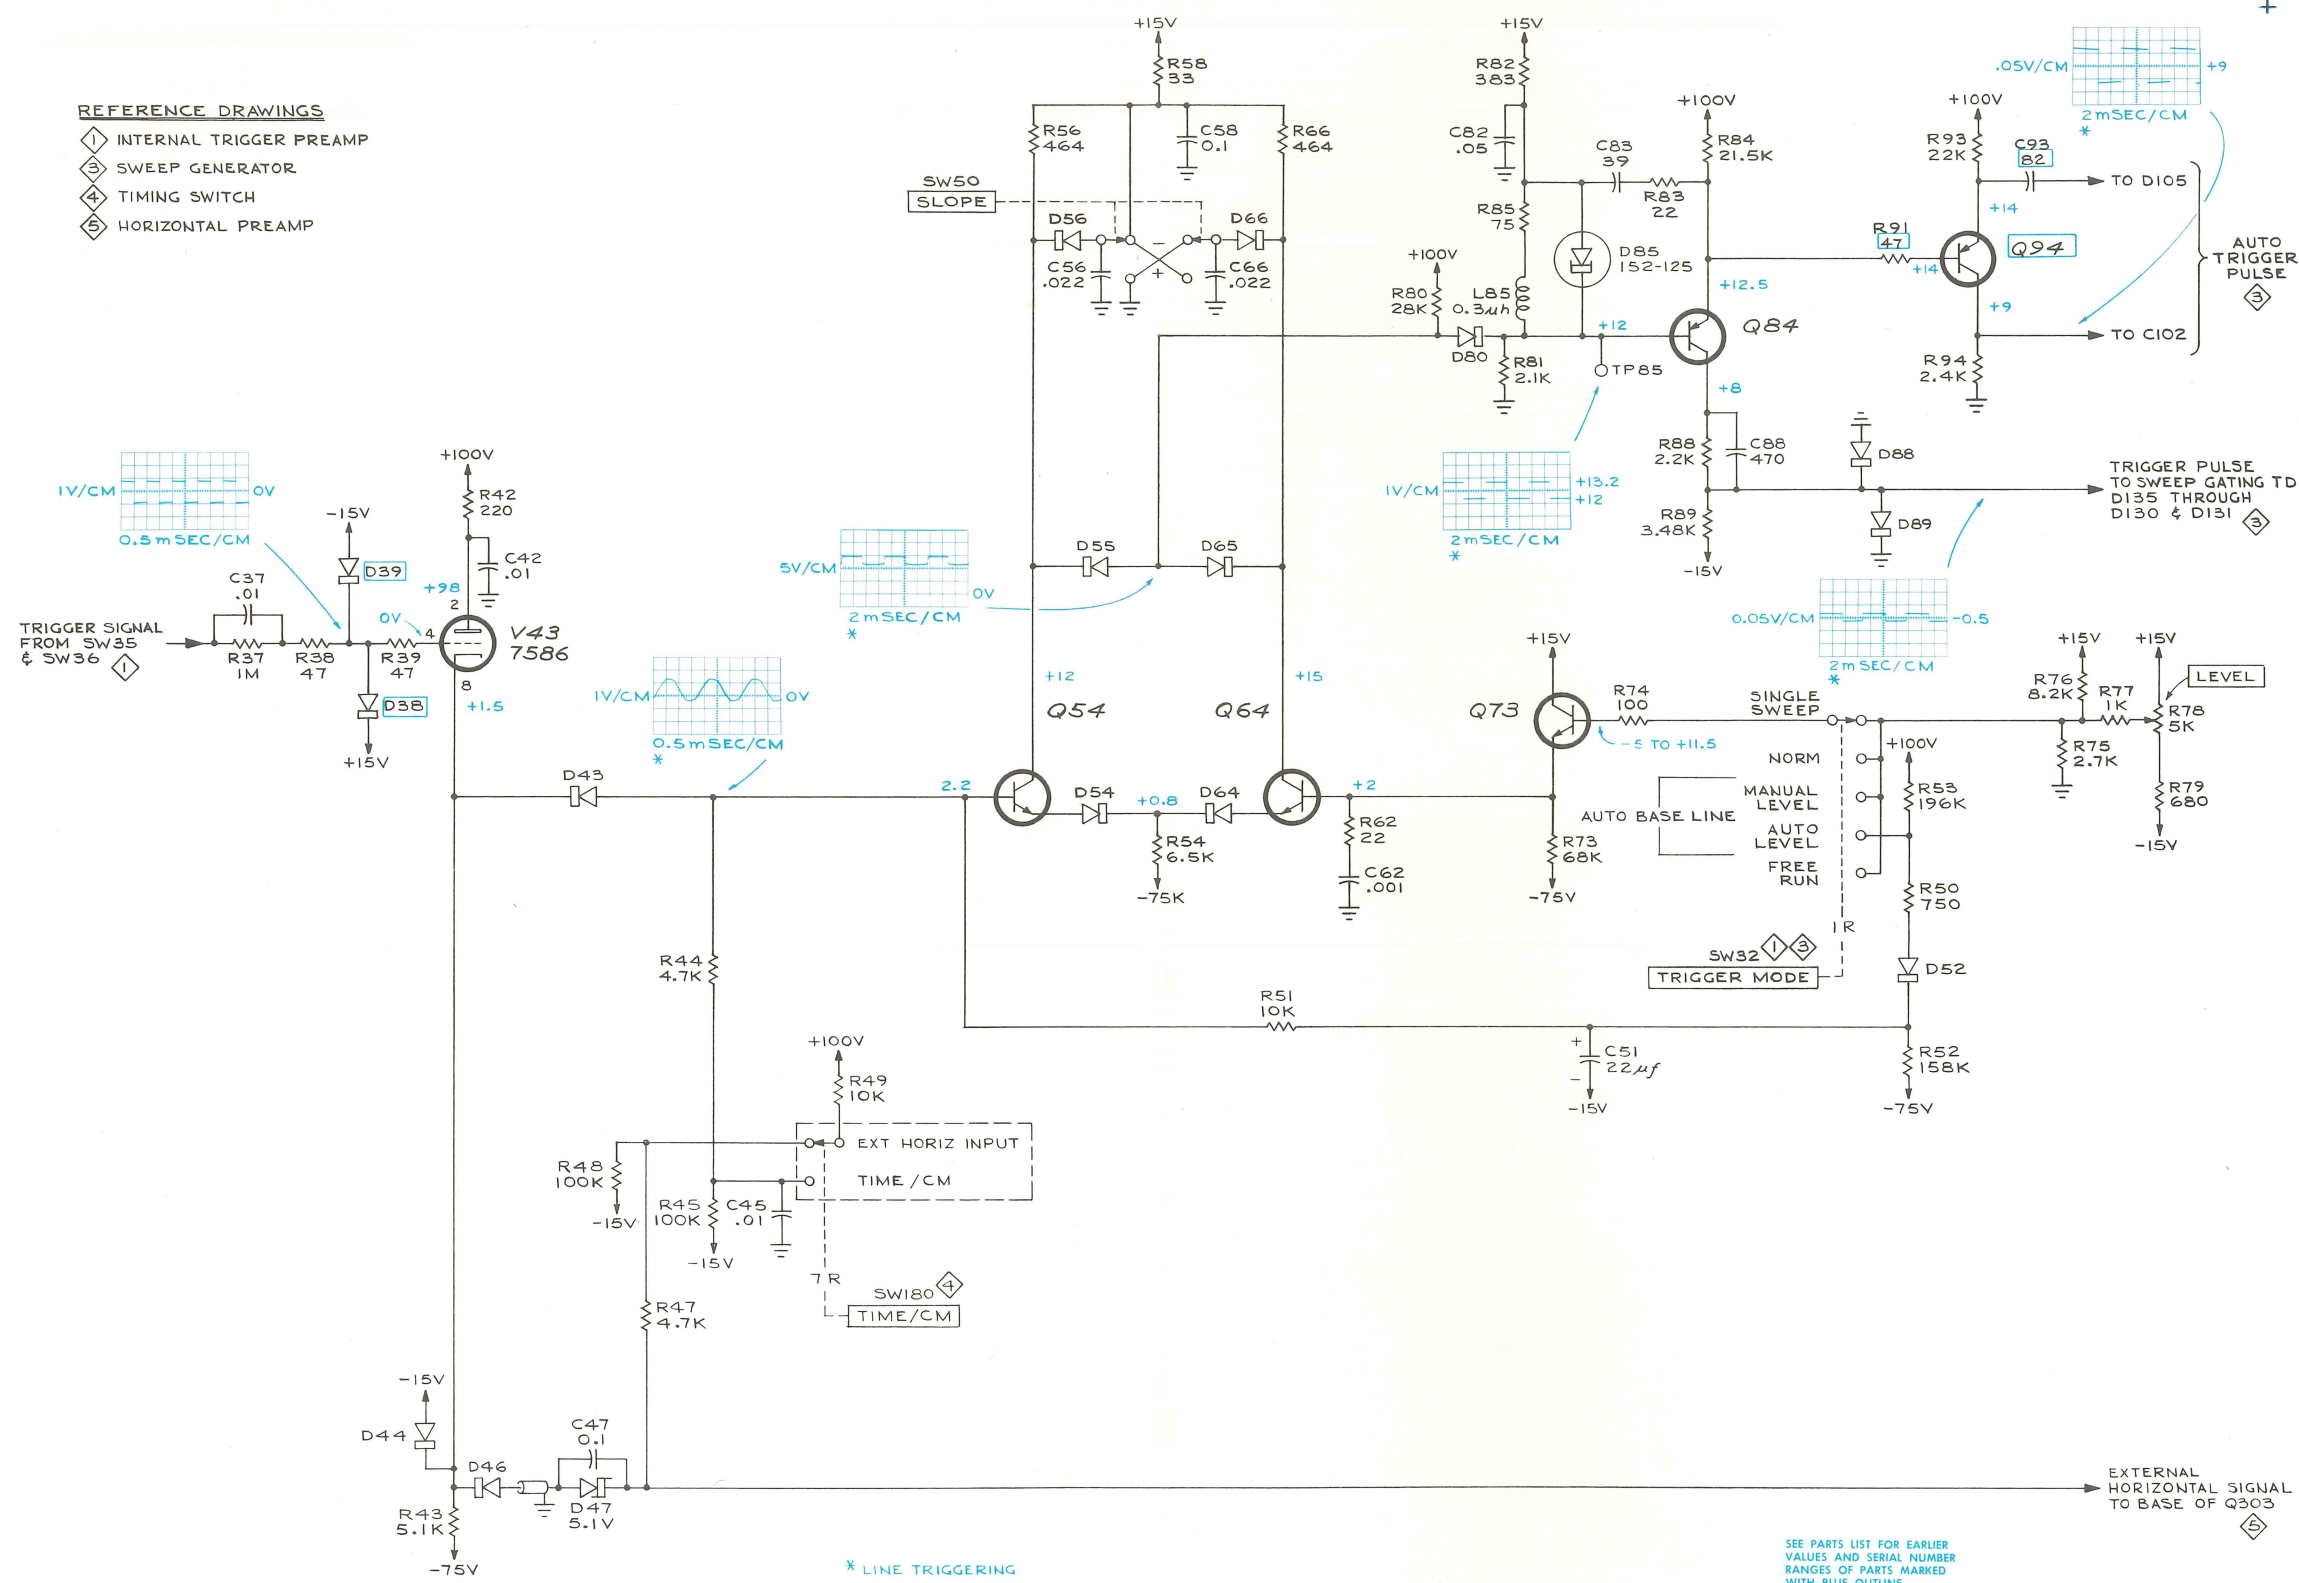 REFERENCE DRAWINGS
1 INTERNAL TRIGGER PREAMP
3 SWEEP GENERATOR
4 TIMING SWITCH
5 HORIZONTAL PREAMP
+15V
R58
33
R56
464
C58
0.1
R66
464
SW50
SLOPE
D56
D66
C56
.022
C66
.022
−
+
+15V
R82
383
C82
.05
C83
39
R83
22
+100V
R84
21.5K
R85
75
D85
152-125
+100V
R80
28K
L85
0.3µh
D80
R81
2.1K
+12
TP85
+12.5
Q84
+8
+100V
R93
22K
C93
82
TO D105
+14
R91
47
+14
Q94
+9
TO C102
R94
2.4K
AUTO
TRIGGER
PULSE
3
.05V/CM
+9
2mSEC/CM
*
1V/CM
+13.2
+12
2mSEC/CM
*
R88
2.2K
C88
470
D88
R89
3.48K
D89
-15V
TRIGGER PULSE
TO SWEEP GATING TD
D135 THROUGH
D130 & D131
3
0.05V/CM
-0.5
2mSEC/CM
*
1V/CM
0V
0.5mSEC/CM
-15V
D39
+100V
R42
220
C42
.01
+98
2
0V
4
V43
7586
8
+1.5
TRIGGER SIGNAL
FROM SW35
& SW36
1
C37
.01
R37
1M
R38
47
R39
47
D38
+15V
5V/CM
0V
2mSEC/CM
*
D55
D65
1V/CM
0V
0.5mSEC/CM
*
+12
+15
Q54
Q64
D43
2.2
D54
+0.8
D64
R54
6.5K
-75K
+2
R62
22
C62
.001
+15V
Q73
R74
100
-5 TO +11.5
R73
68K
-75V
SINGLE
SWEEP
NORM
MANUAL
LEVEL
AUTO BASE LINE
AUTO
LEVEL
FREE
RUN
1R
SW32
1
3
TRIGGER MODE
+100V
R53
196K
R50
750
D52
R52
158K
-75V
+15V
R76
8.2K
R77
1K
R75
2.7K
+15V
LEVEL
R78
5K
R79
680
-15V
R51
10K
+
C51
22µf
−
-15V
R44
4.7K
+100V
R49
10K
EXT HORIZ INPUT
TIME/CM
R48
100K
-15V
R45
100K
C45
.01
-15V
7R
SW180
4
TIME/CM
R47
4.7K
-15V
D44
D46
C47
0.1
D47
5.1V
R43
5.1K
-75V
EXTERNAL
HORIZONTAL SIGNAL
TO BASE OF Q303
5
* LINE TRIGGERING
SEE PARTS LIST FOR EARLIER
VALUES AND SERIAL NUMBER
RANGES OF PARTS MARKED
WITH BLUE OUTLINE